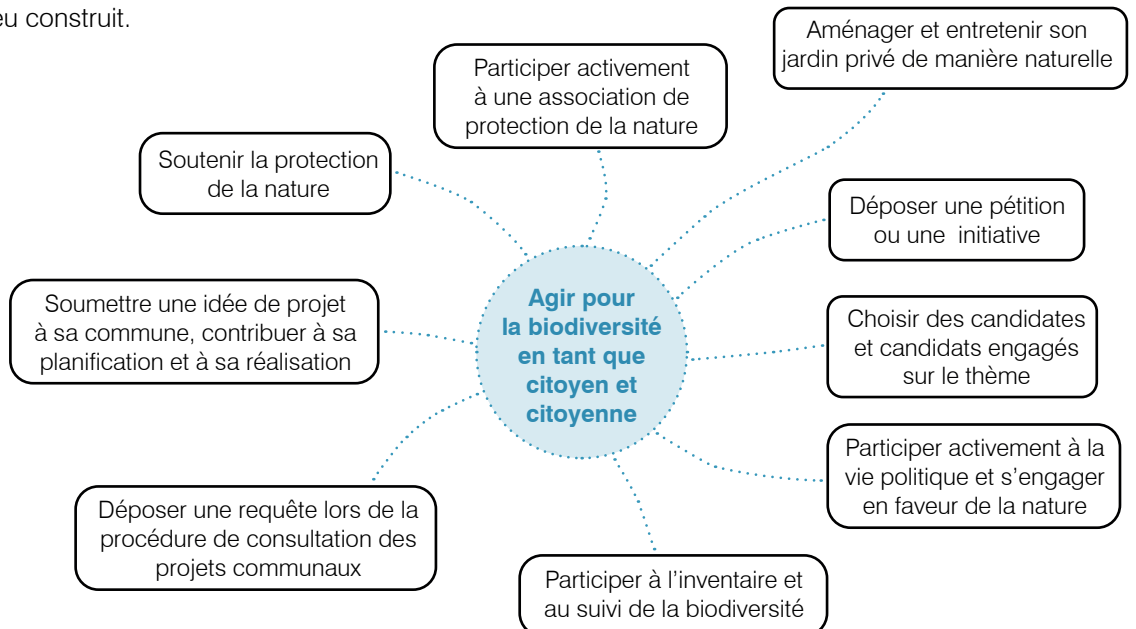 eu construit.
Aménager et entretenir son
jardin privé de manière naturelle
Participer activement
à une association de
protection de la nature
Soutenir la protection
de la nature
Déposer une pétition
ou une initiative
Agir pour
la biodiversité
en tant que
citoyen et
citoyenne
Soumettre une idée de projet
à sa commune, contribuer à sa
planification et à sa réalisation
Choisir des candidates
et candidats engagés
sur le thème
Participer activement à la
vie politique et s’engager
en faveur de la nature
Déposer une requête lors de la
procédure de consultation des
projets communaux
Participer à l’inventaire et
au suivi de la biodiversité